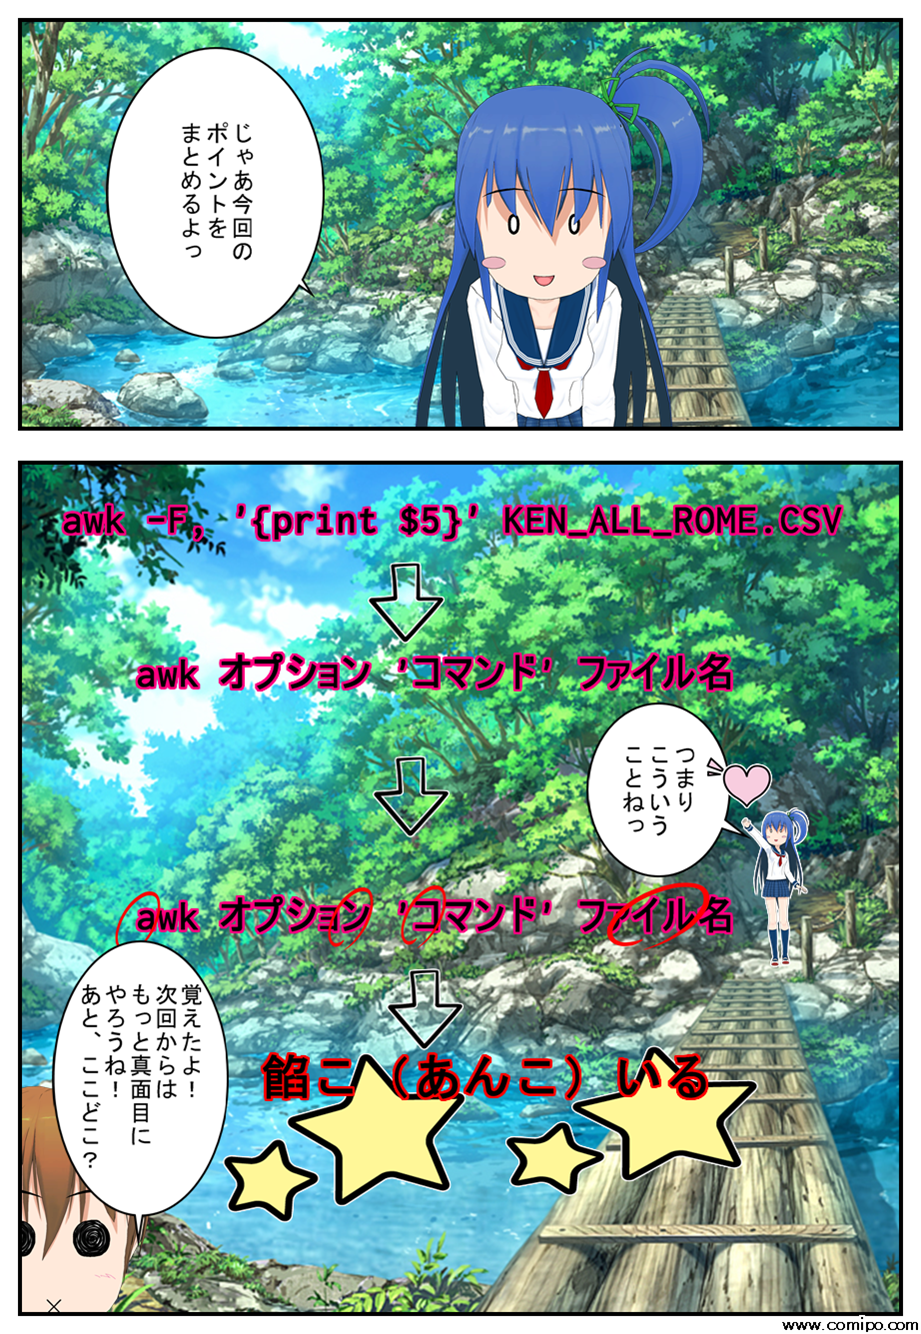 じゃあ今回の
ポイントを
まとめるよっ
awk -F, '{print $5}' KEN_ALL_ROME.CSV
awk オプション 'コマンド' ファイル名
つまり
こういう
ことねっ
awk オプション 'コマンド' ファイル名
餡こ（あんこ）いる
覚えたよ！
次回からは
もっと真面目に
やろうね！
あと、ここどこ？
www.comipo.com